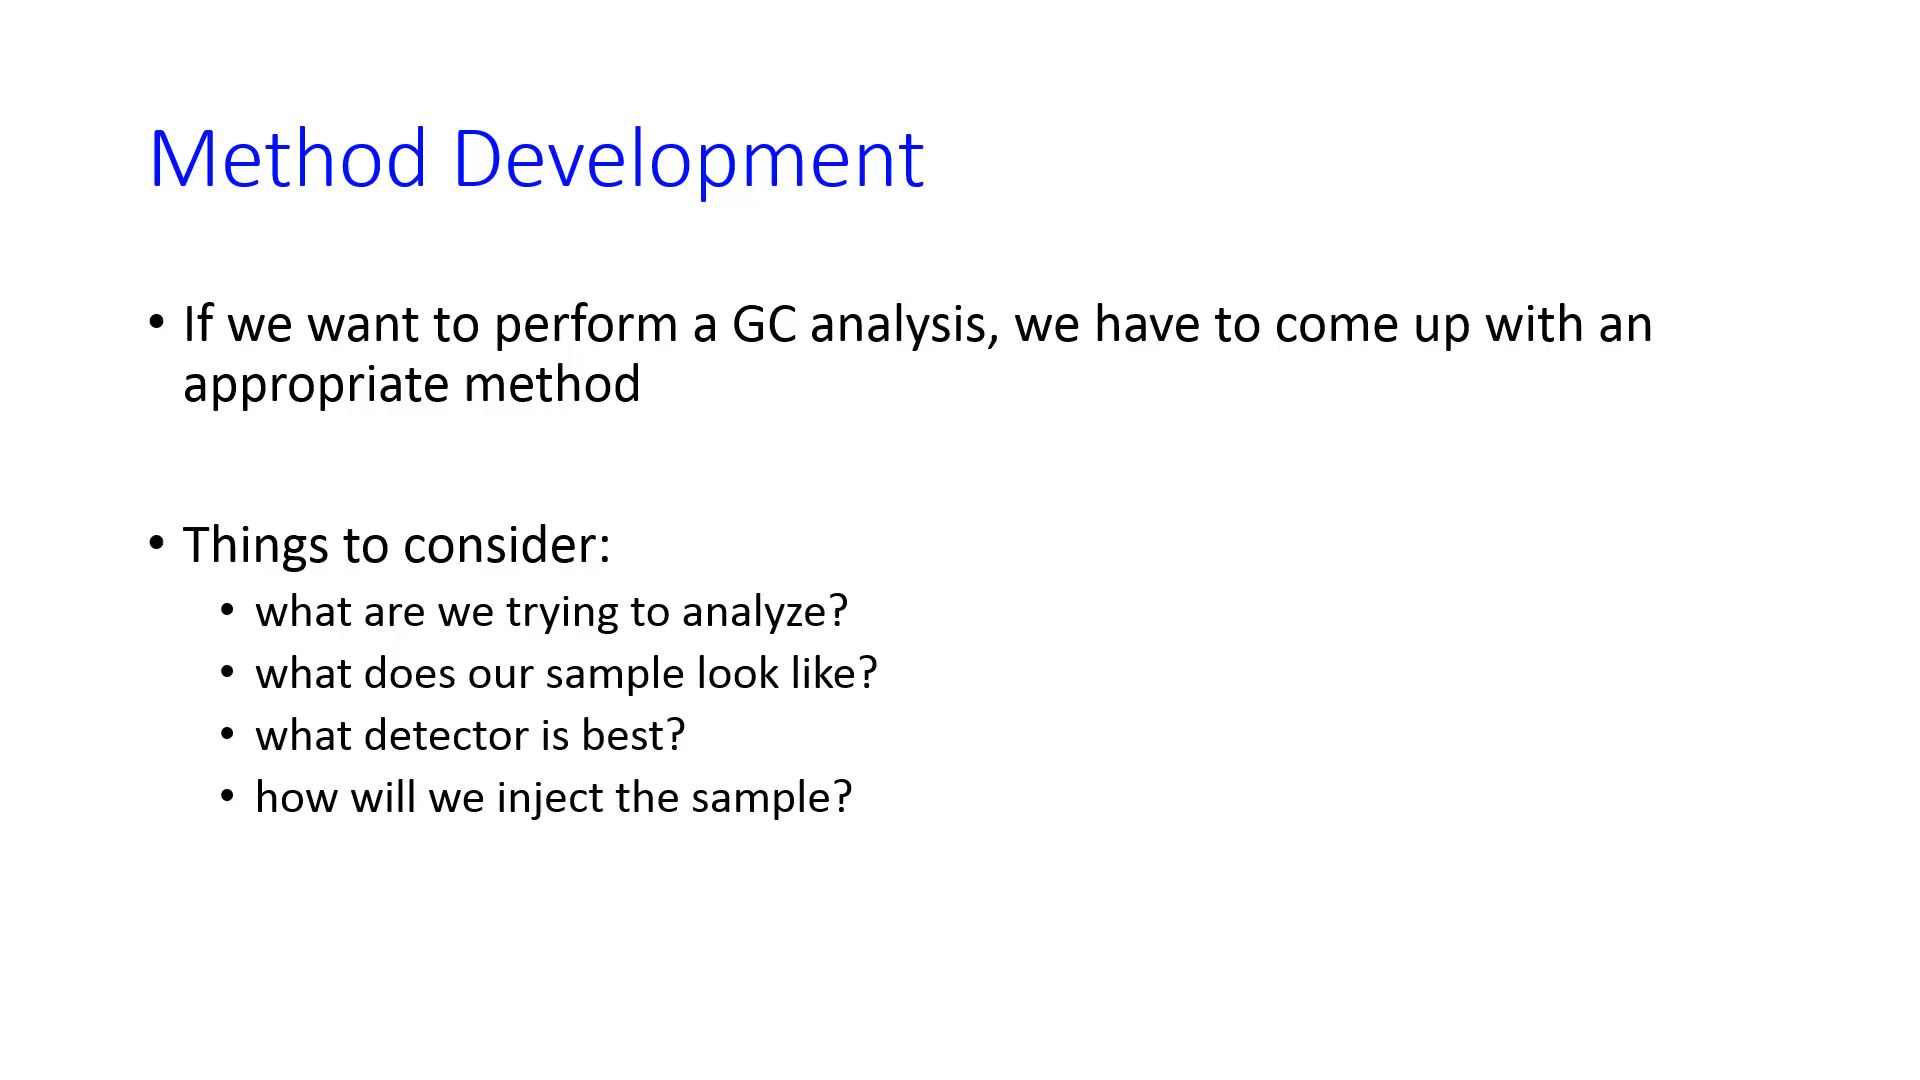 Method Development
• If we want to perform a GC analysis, we have to come up with an
appropriate method
• Things to consider:
• what are we trying to analyze?
• what does our sample look like?
• what detector is best?
• how will we inject the sample?